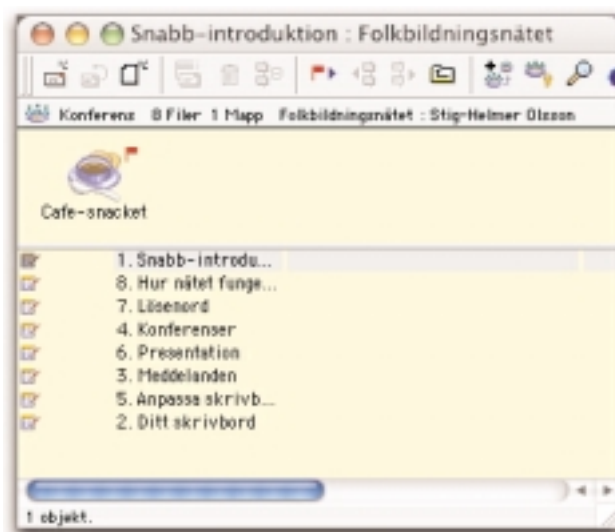 Snabb-introduktion : Folkbildningsnätet
Konferens 8 Filer 1 Mapp Folkbildningsnätet : Stig-Helmer Olsson
Cafe-snacket
1. Snabb-introdu...
8. Hur nätet funge...
7. Lösenord
4. Konferenser
6. Presentation
3. Meddelanden
5. Anpassa skrivb...
2. Ditt skrivbord
1 objekt.